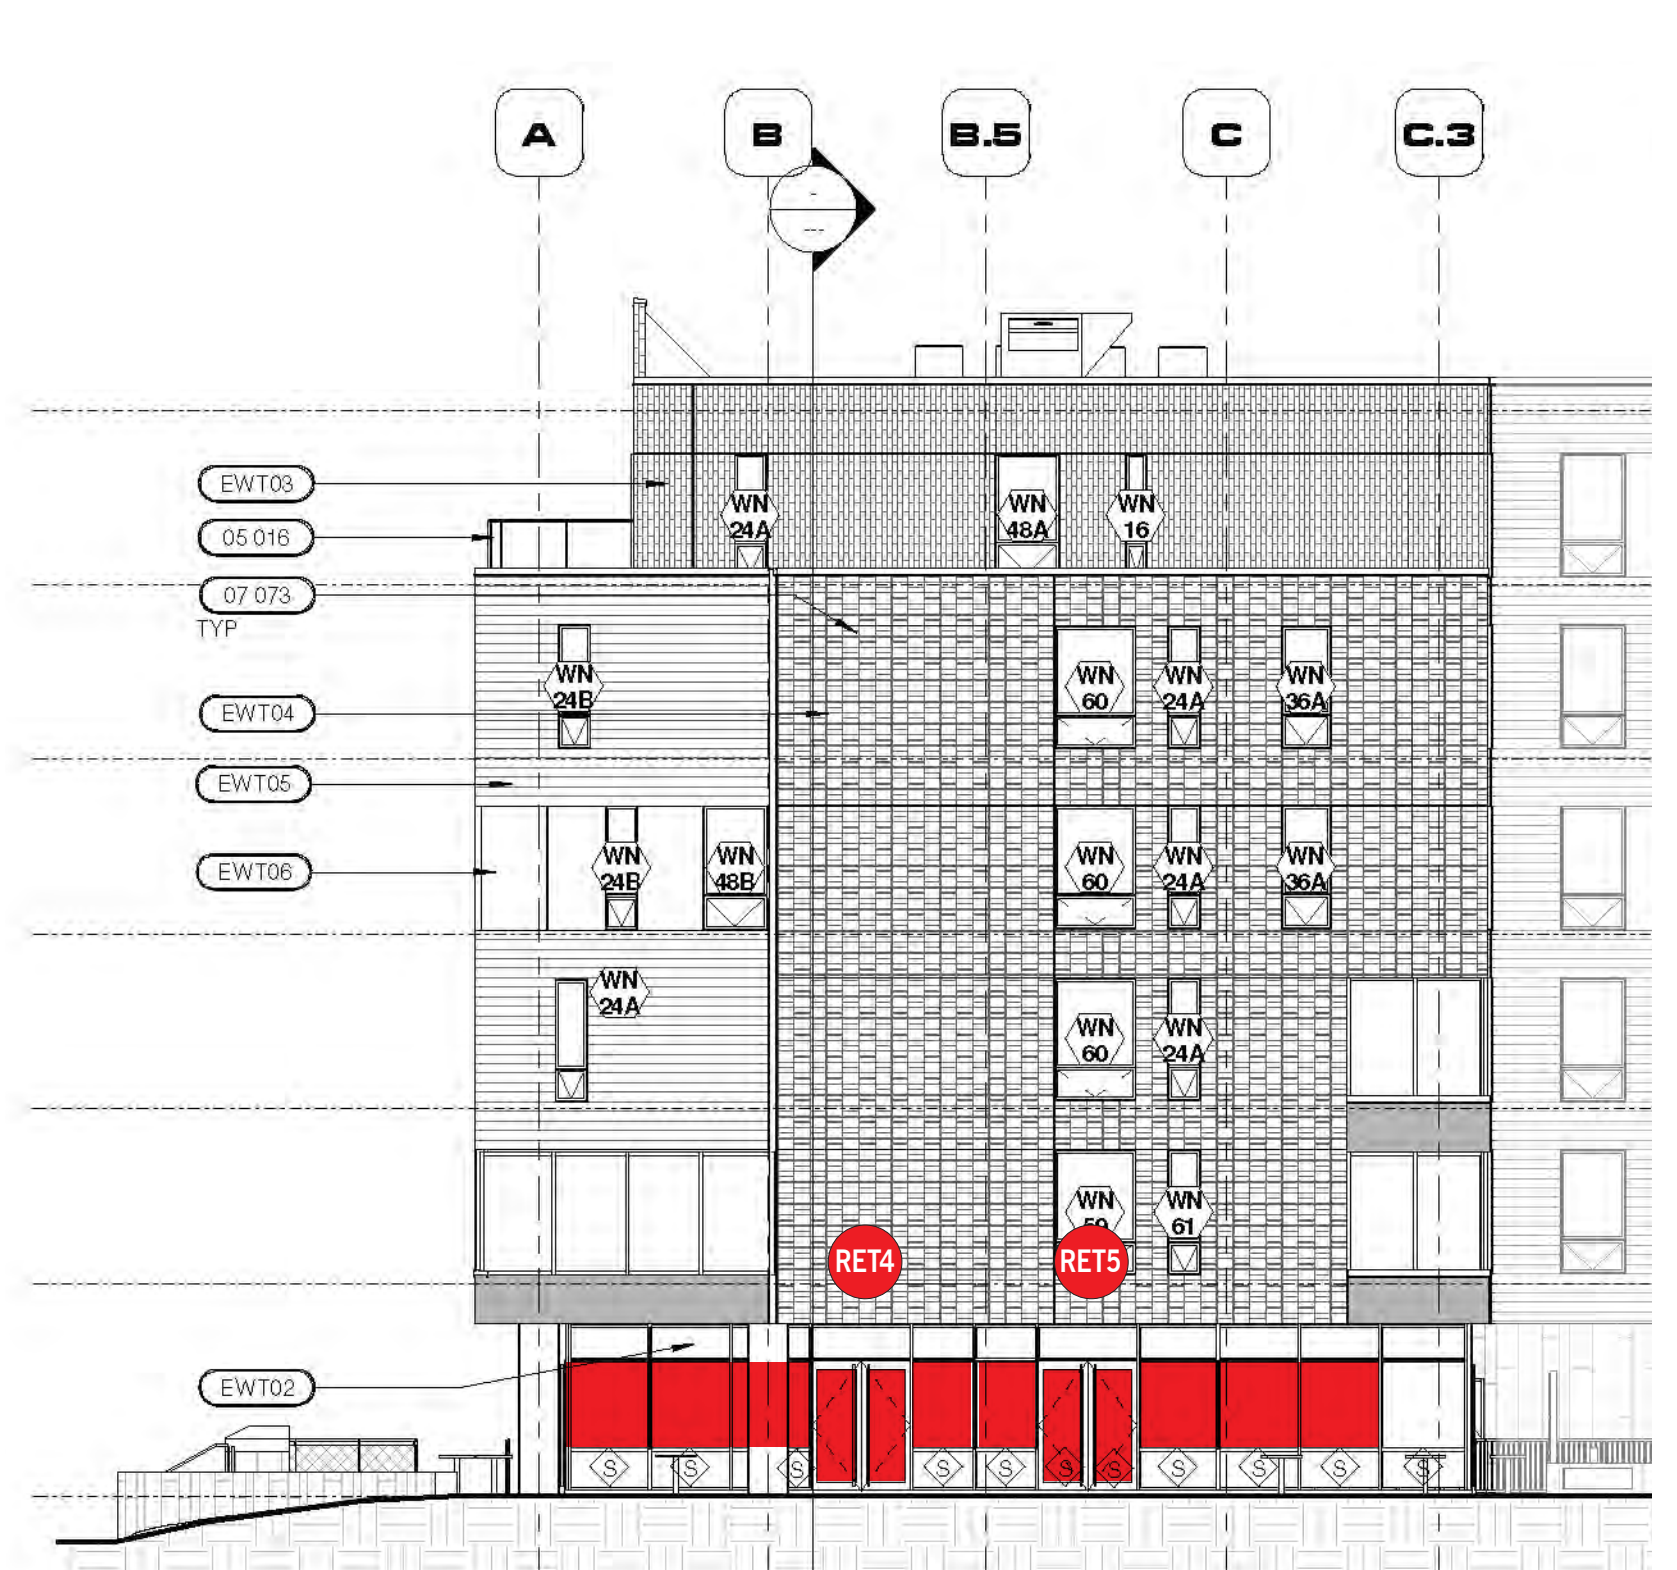 A B B.5 C C.3
-
---
EWT03
WN WN WN
24A 48A 16
05 016
07 073
TYP
WN WN WN WN
24B 60 24A 36A
EWT04
EWT05
EWT06
WN WN WN WN WN
24B 48B 60 24A 36A
WN
24A
WN WN
60 24A
WN WN
61
RET4 RET5
EWT02
S S S S S S S S S S S